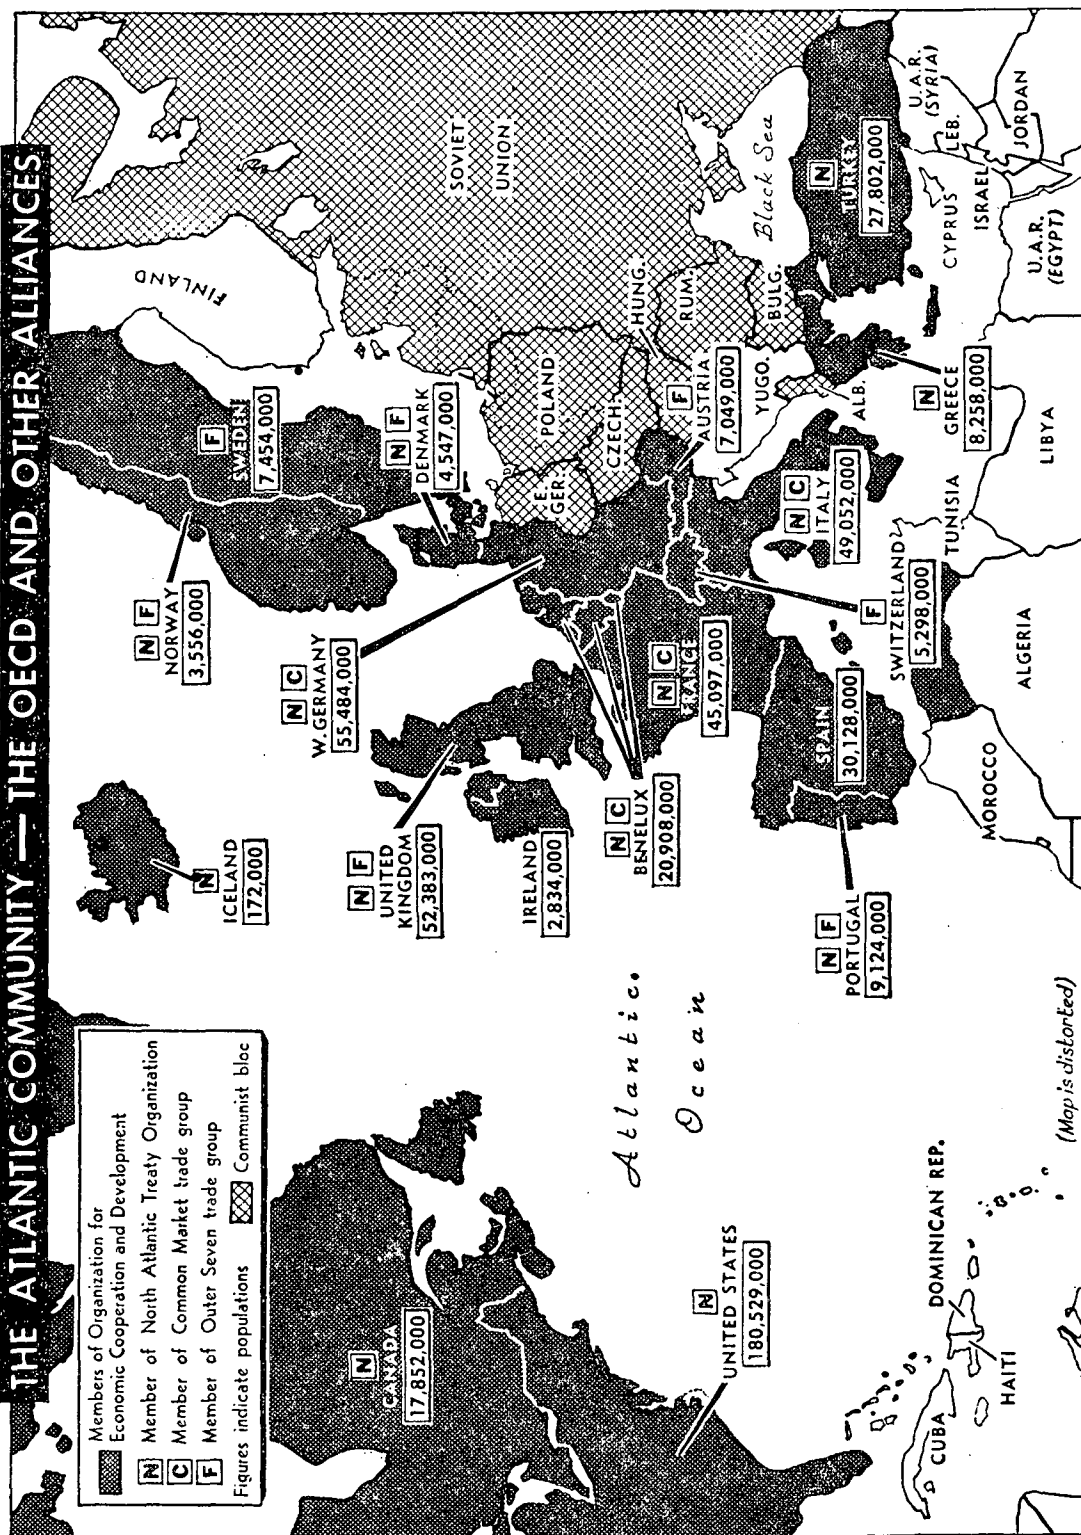 THE ATLANTIC COMMUNITY — THE OECD AND OTHER ALLIANCES
Members of Organization for
Economic Cooperation and Development
N Member of North Atlantic Treaty Organization
C Member of Common Market trade group
F Member of Outer Seven trade group
Figures indicate populations
Communist bloc
N
ICELAND
172,000
N F
NORWAY
3,556,000
F
SWEDEN
7,454,000
FINLAND
N F
DENMARK
4,547,000
SOVIET
UNION
N C
W. GERMANY
55,484,000
N F
UNITED
KINGDOM
52,383,000
IRELAND
2,834,000
N C
BENELUX
20,908,000
N C
FRANCE
45,097,000
E.
GER.
POLAND
CZECH.
HUNG.
RUM.
BULG.
YUGO.
ALB.
F
AUSTRIA
7,049,000
Black Sea
N
TURKEY
27,802,000
N
CANADA
17,852,000
N
UNITED STATES
180,529,000
Atlantic
Ocean
N F
PORTUGAL
9,124,000
SPAIN
30,128,000
F
SWITZERLAND
5,298,000
N C
ITALY
49,052,000
N
GREECE
8,258,000
CYPRUS
U.A.R.
(SYRIA)
LEB.
ISRAEL
JORDAN
U.A.R.
(EGYPT)
LIBYA
TUNISIA
ALGERIA
MOROCCO
CUBA
HAITI
DOMINICAN REP.
(Map is distorted)